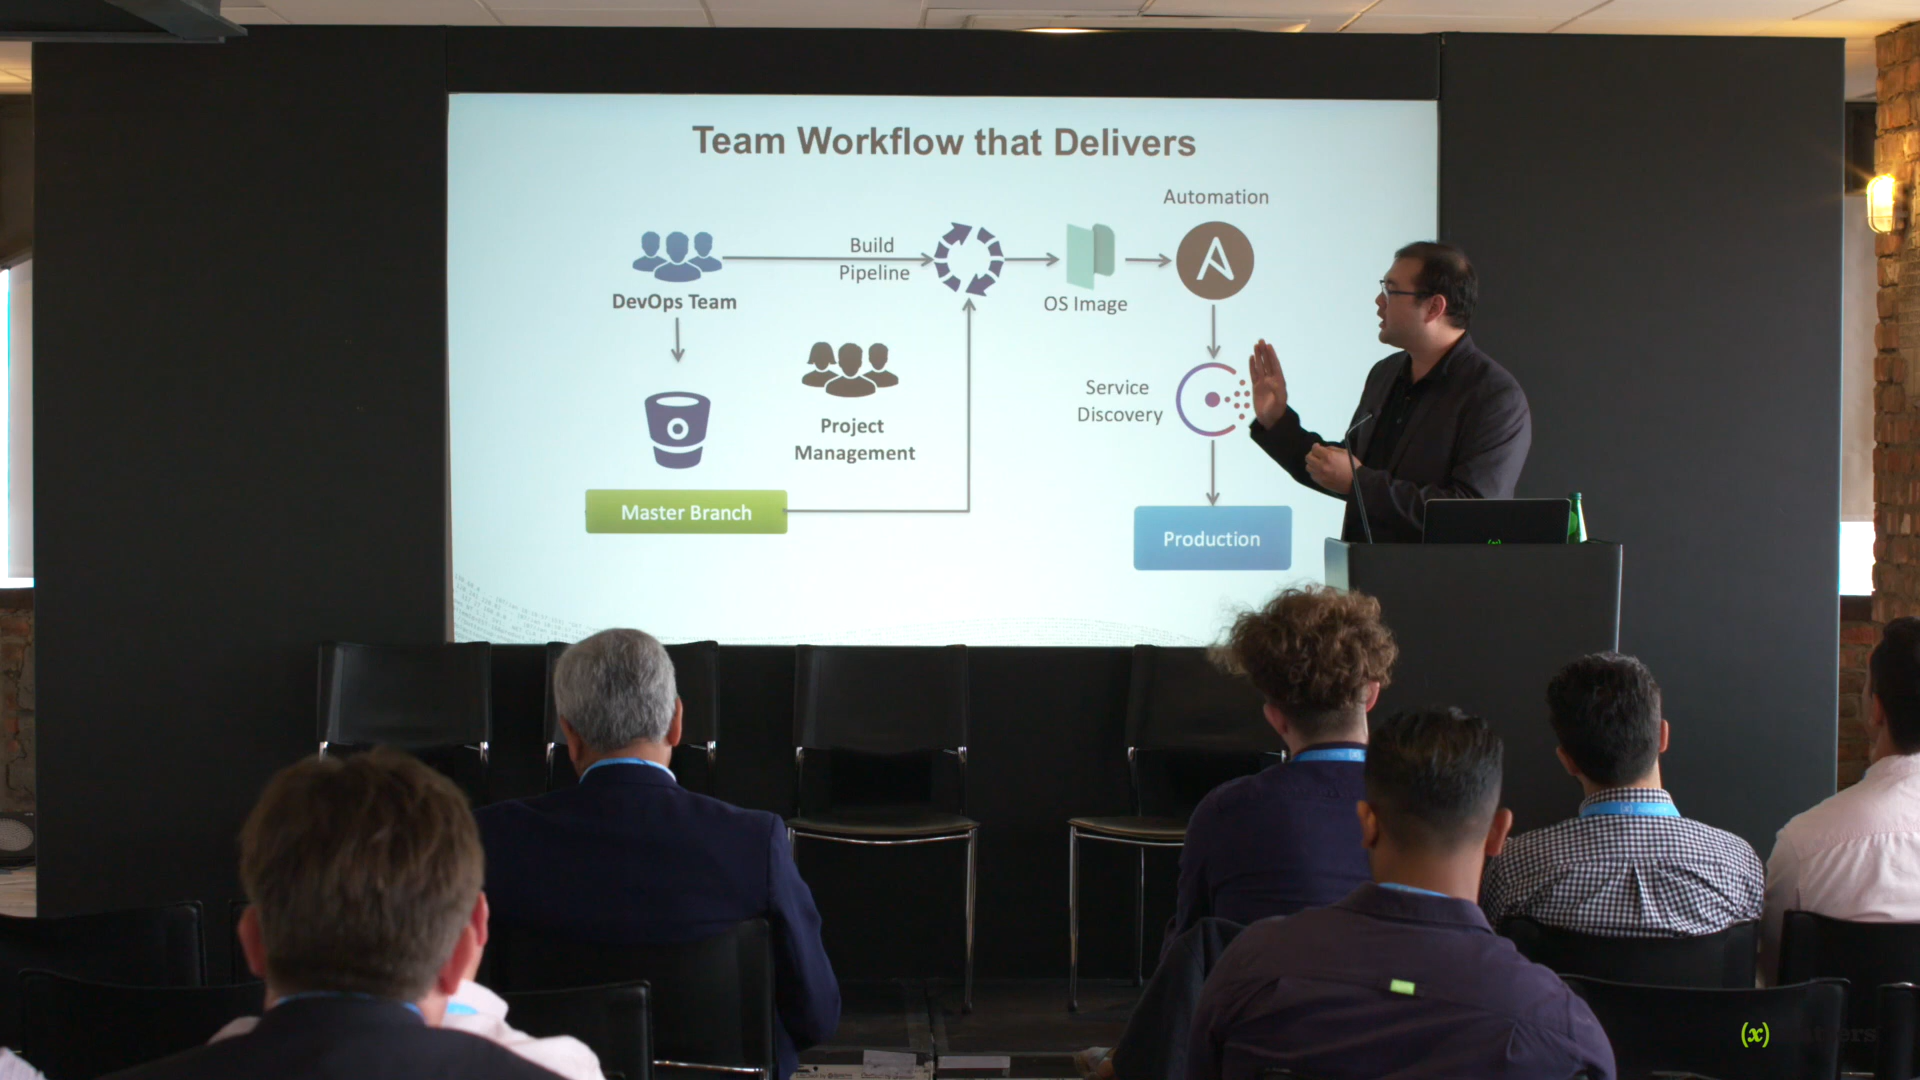 Team Workflow that Delivers
Automation
Build
Pipeline
DevOps Team
OS Image
Service
Discovery
Project
Management
Master Branch
Production
(x)